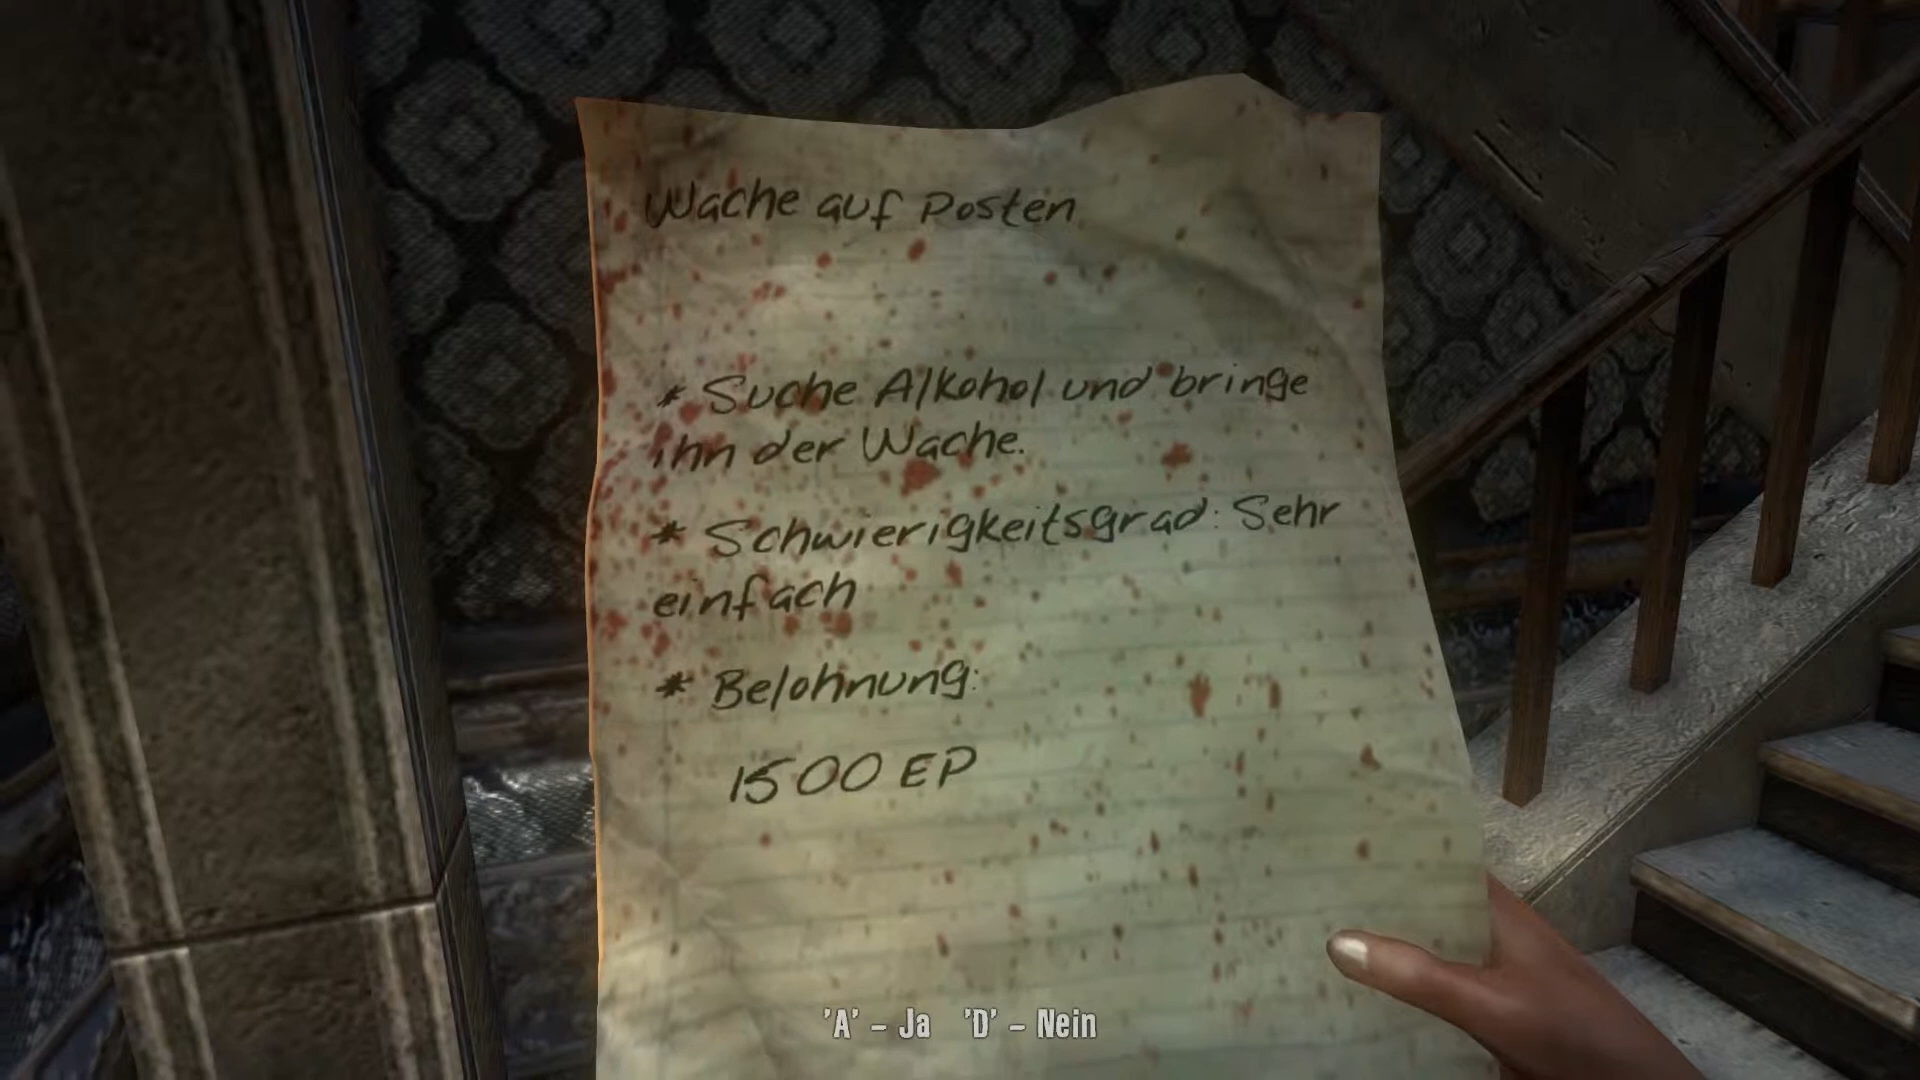 Wache auf Posten
* Suche Alkohol und bringe
ihn der Wache.
* Schwierigkeitsgrad: Sehr
einfach
* Belohnung:
1500 EP
'A' - Ja 'D' - Nein